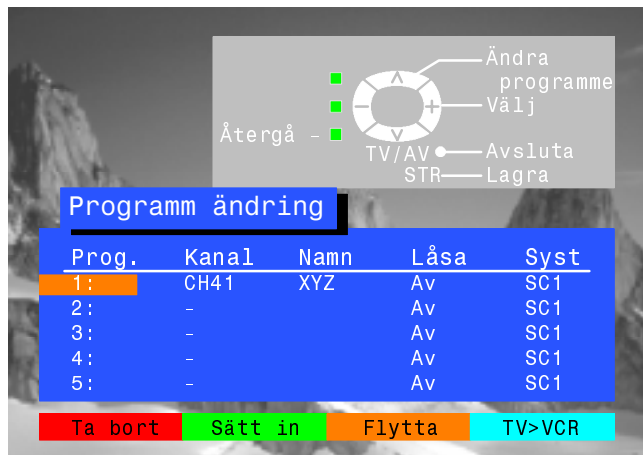 Ändra
programme
Välj
Återgå –
TV/AV Avsluta
STR Lagra
Programm ändring
Prog. Kanal Namn Låsa Syst
1: CH41 XYZ Av SC1
2: – Av SC1
3: – Av SC1
4: – Av SC1
5: – Av SC1
Ta bort Sätt in Flytta TV>VCR